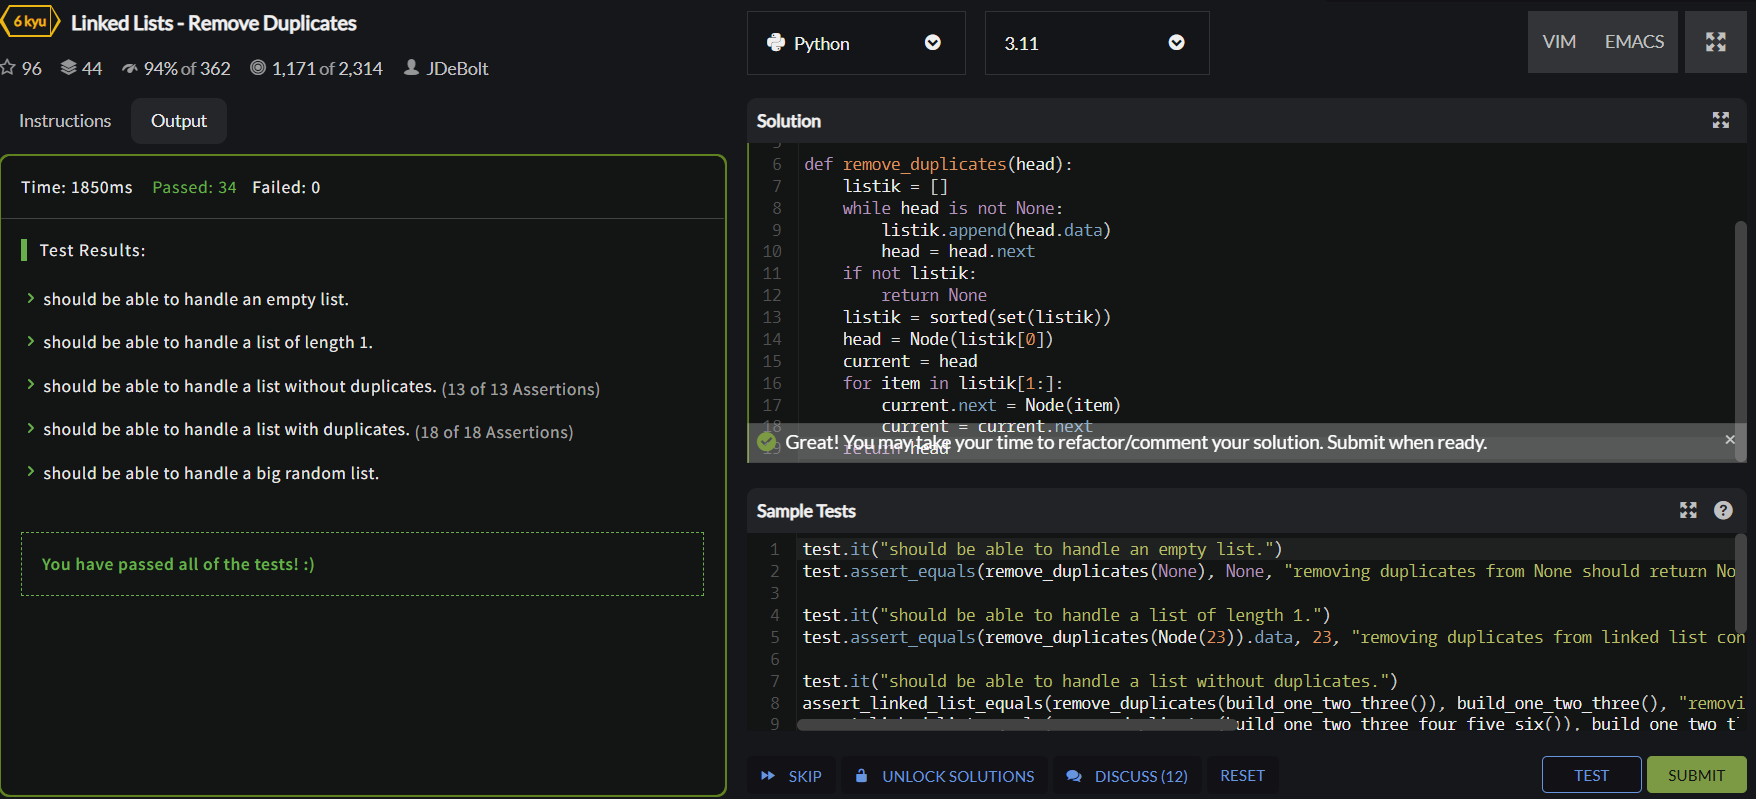 6 kyu Linked Lists - Remove Duplicates
96 44 94% of 362 1,171 of 2,314 JDeBolt
Instructions Output
Time: 1850ms Passed: 34 Failed: 0
Test Results:
should be able to handle an empty list.
should be able to handle a list of length 1.
should be able to handle a list without duplicates. (13 of 13 Assertions)
should be able to handle a list with duplicates. (18 of 18 Assertions)
should be able to handle a big random list.
You have passed all of the tests! :)
Python 3.11 VIM EMACS
Solution
6 def remove_duplicates(head):
7     listik = []
8     while head is not None:
9         listik.append(head.data)
10         head = head.next
11     if not listik:
12         return None
13     listik = sorted(set(listik))
14     head = Node(listik[0])
15     current = head
16     for item in listik[1:]:
17         current.next = Node(item)
18         current = current.next
19     return head
Great! You may take your time to refactor/comment your solution. Submit when ready.
Sample Tests
1 test.it("should be able to handle an empty list.")
2 test.assert_equals(remove_duplicates(None), None, "removing duplicates from None should return No
3
4 test.it("should be able to handle a list of length 1.")
5 test.assert_equals(remove_duplicates(Node(23)).data, 23, "removing duplicates from linked list con
6
7 test.it("should be able to handle a list without duplicates.")
8 assert_linked_list_equals(remove_duplicates(build_one_two_three()), build_one_two_three(), "removi
9 build_one_two_three_four_five_six()), build_one_two_t
SKIP UNLOCK SOLUTIONS DISCUSS (12) RESET TEST SUBMIT